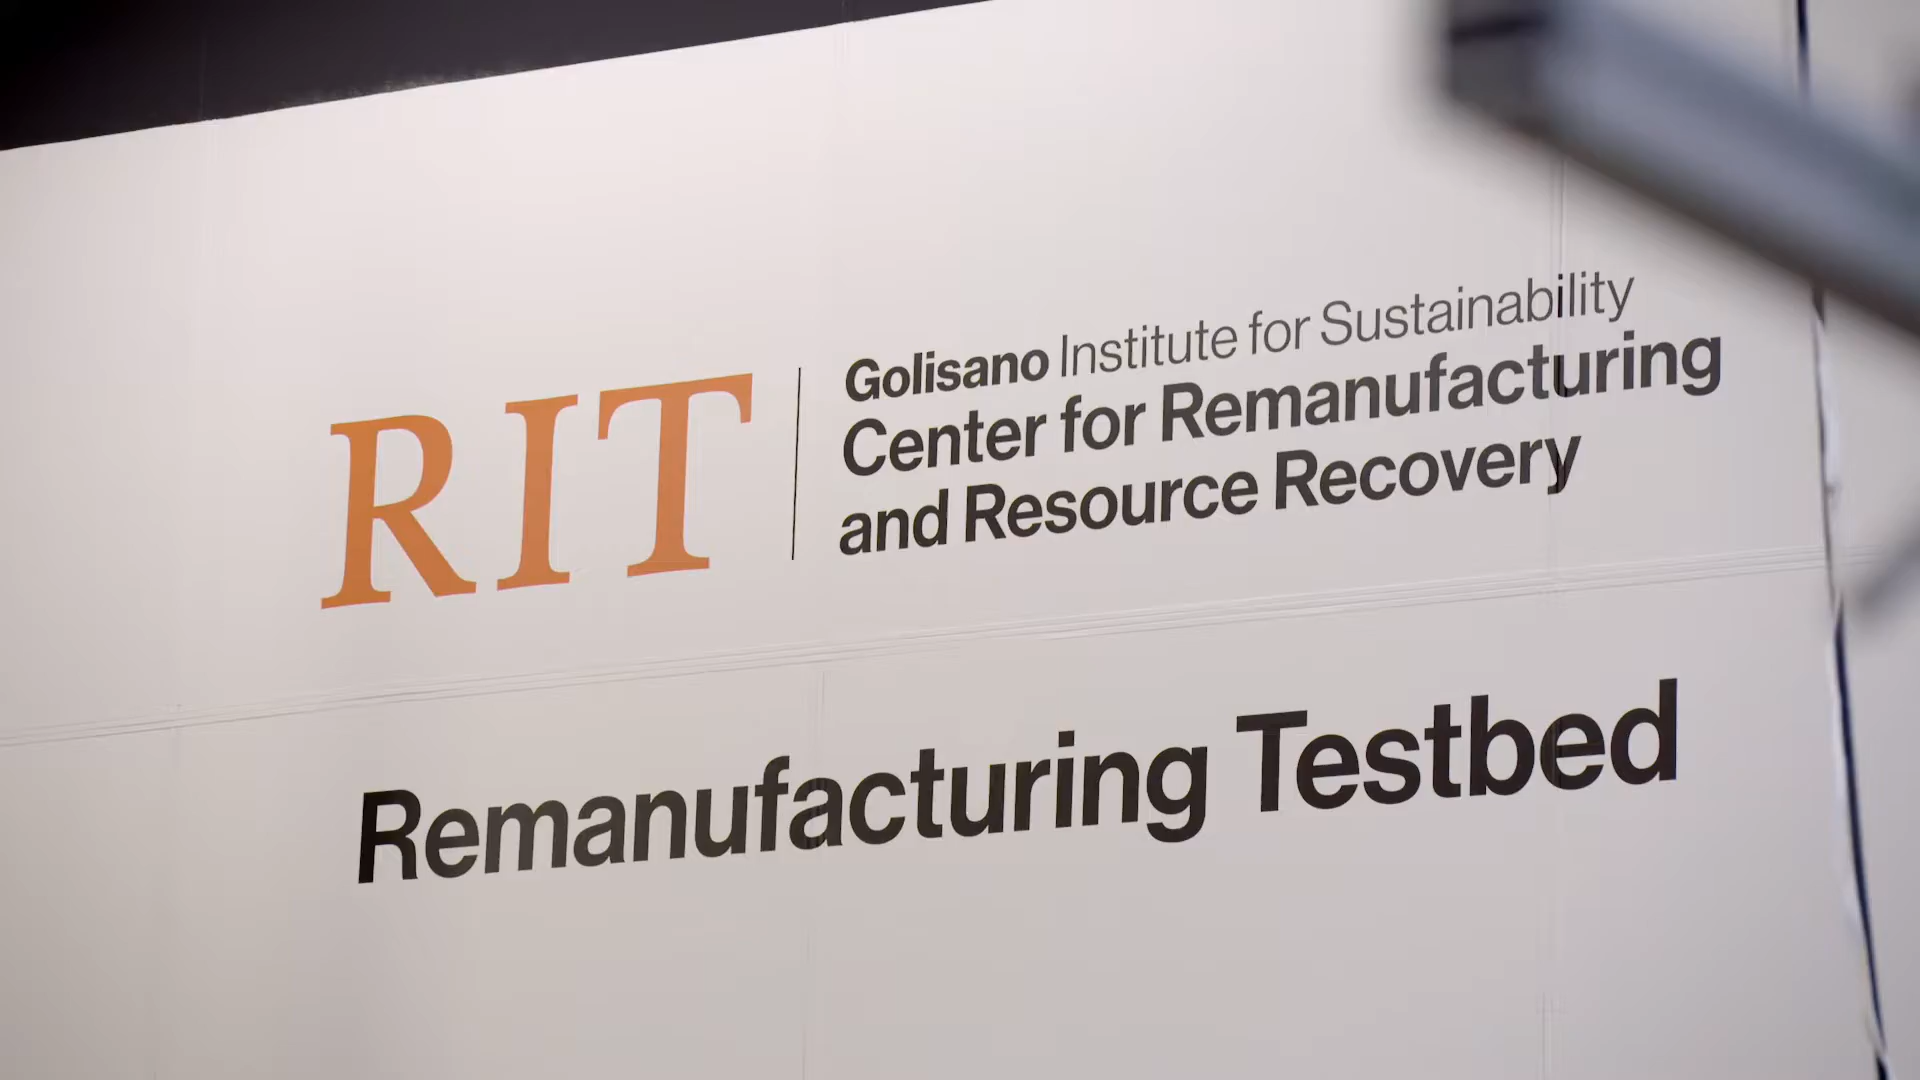 RIT
Golisano Institute for Sustainability
Center for Remanufacturing
and Resource Recovery
Remanufacturing Testbed